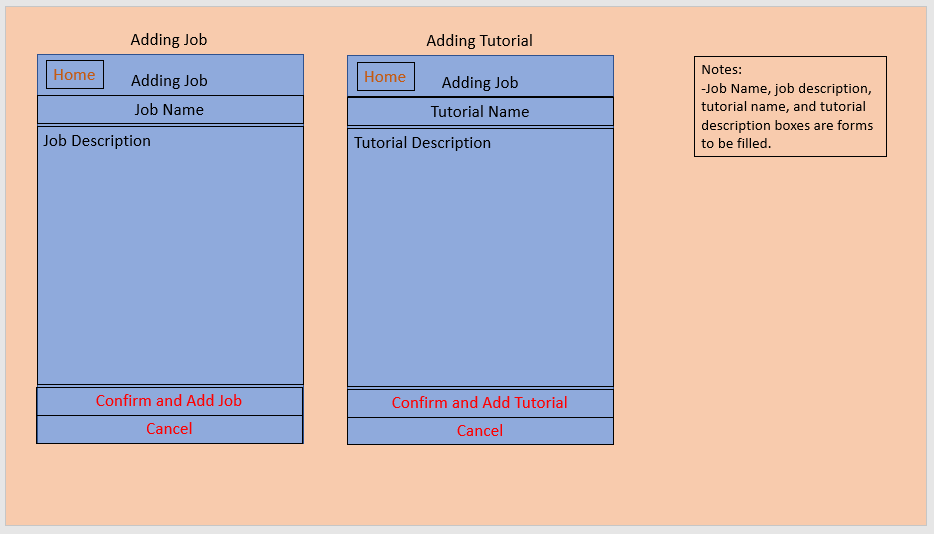 Adding Job
Home
Adding Job
Job Name
Job Description
Confirm and Add Job
Cancel
Adding Tutorial
Home
Adding Job
Tutorial Name
Tutorial Description
Confirm and Add Tutorial
Cancel
Notes:
-Job Name, job description,
tutorial name, and tutorial
description boxes are forms
to be filled.